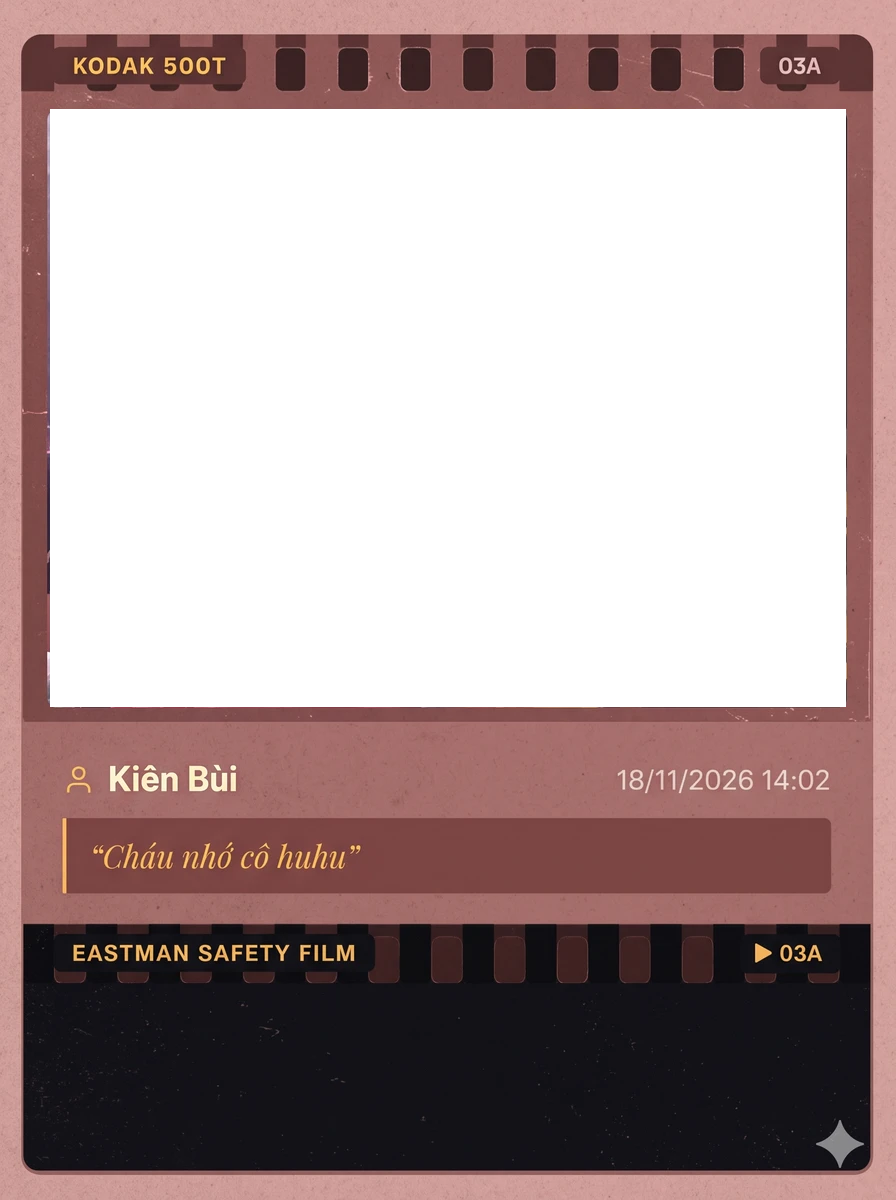 KODAK 500T
03A
Kiên Bùi
18/11/2026 14:02
“Cháu nhớ cô huhu”
EASTMAN SAFETY FILM
▶ 03A